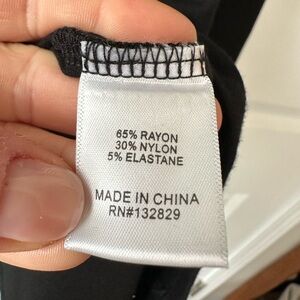 65% RAYON
30% NYLON
5% ELASTANE
MADE IN CHINA
RN#132829